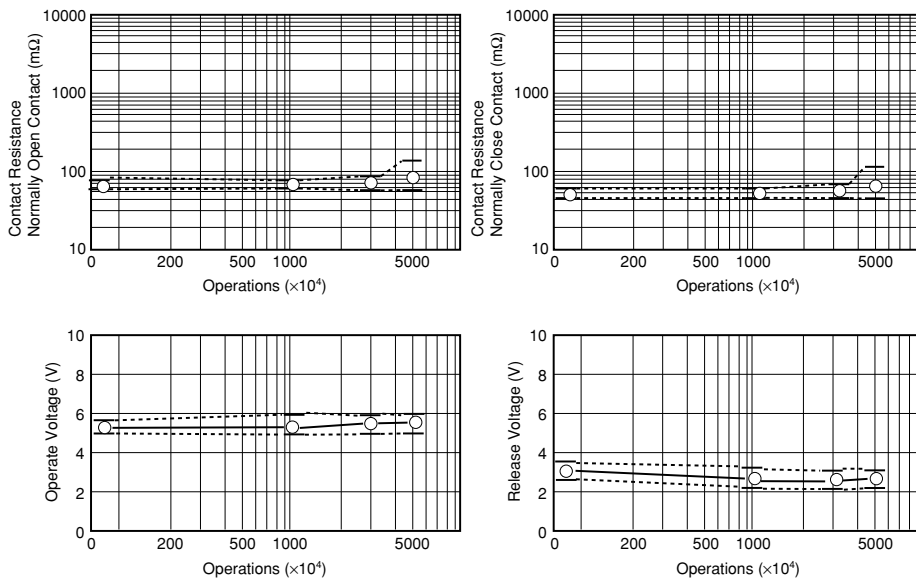 10000
1000
100
10
Contact Resistance
Normally Open Contact (mΩ)
0 200 500 1000 5000
Operations (×10⁴)
10000
1000
100
10
Contact Resistance
Normally Close Contact (mΩ)
0 200 500 1000 5000
Operations (×10⁴)
10
8
6
4
2
0
Operate Voltage (V)
0 200 500 1000 5000
Operations (×10⁴)
10
8
6
4
2
0
Release Voltage (V)
0 200 500 1000 5000
Operations (×10⁴)